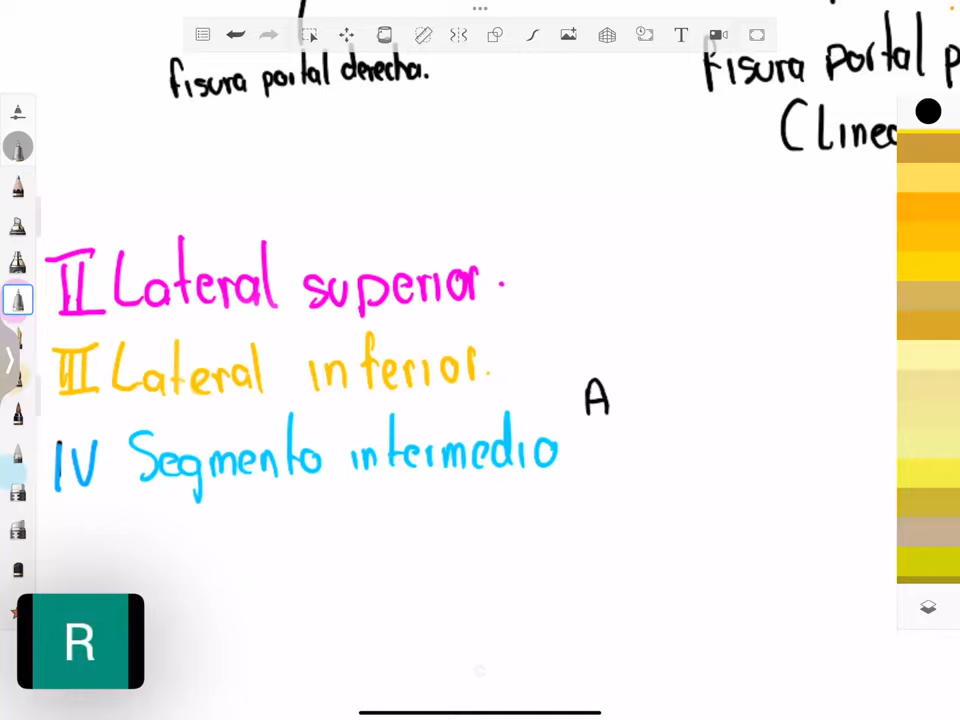 fisura portal derecha.
Fisura portal p
(Linea
II Lateral superior.
III Lateral inferior.
A
IV Segmento intermedio
R